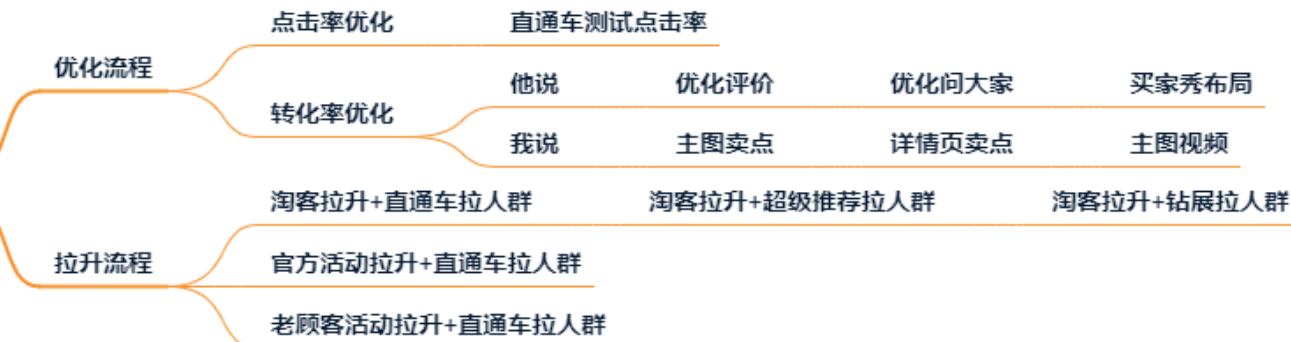 点击率优化 直通车测试点击率
优化流程
他说 优化评价 优化问大家 买家秀布局
转化率优化
我说 主图卖点 详情页卖点 主图视频
淘客拉升+直通车拉人群 淘客拉升+超级推荐拉人群 淘客拉升+钻展拉人群
拉升流程
官方活动拉升+直通车拉人群
老顾客活动拉升+直通车拉人群